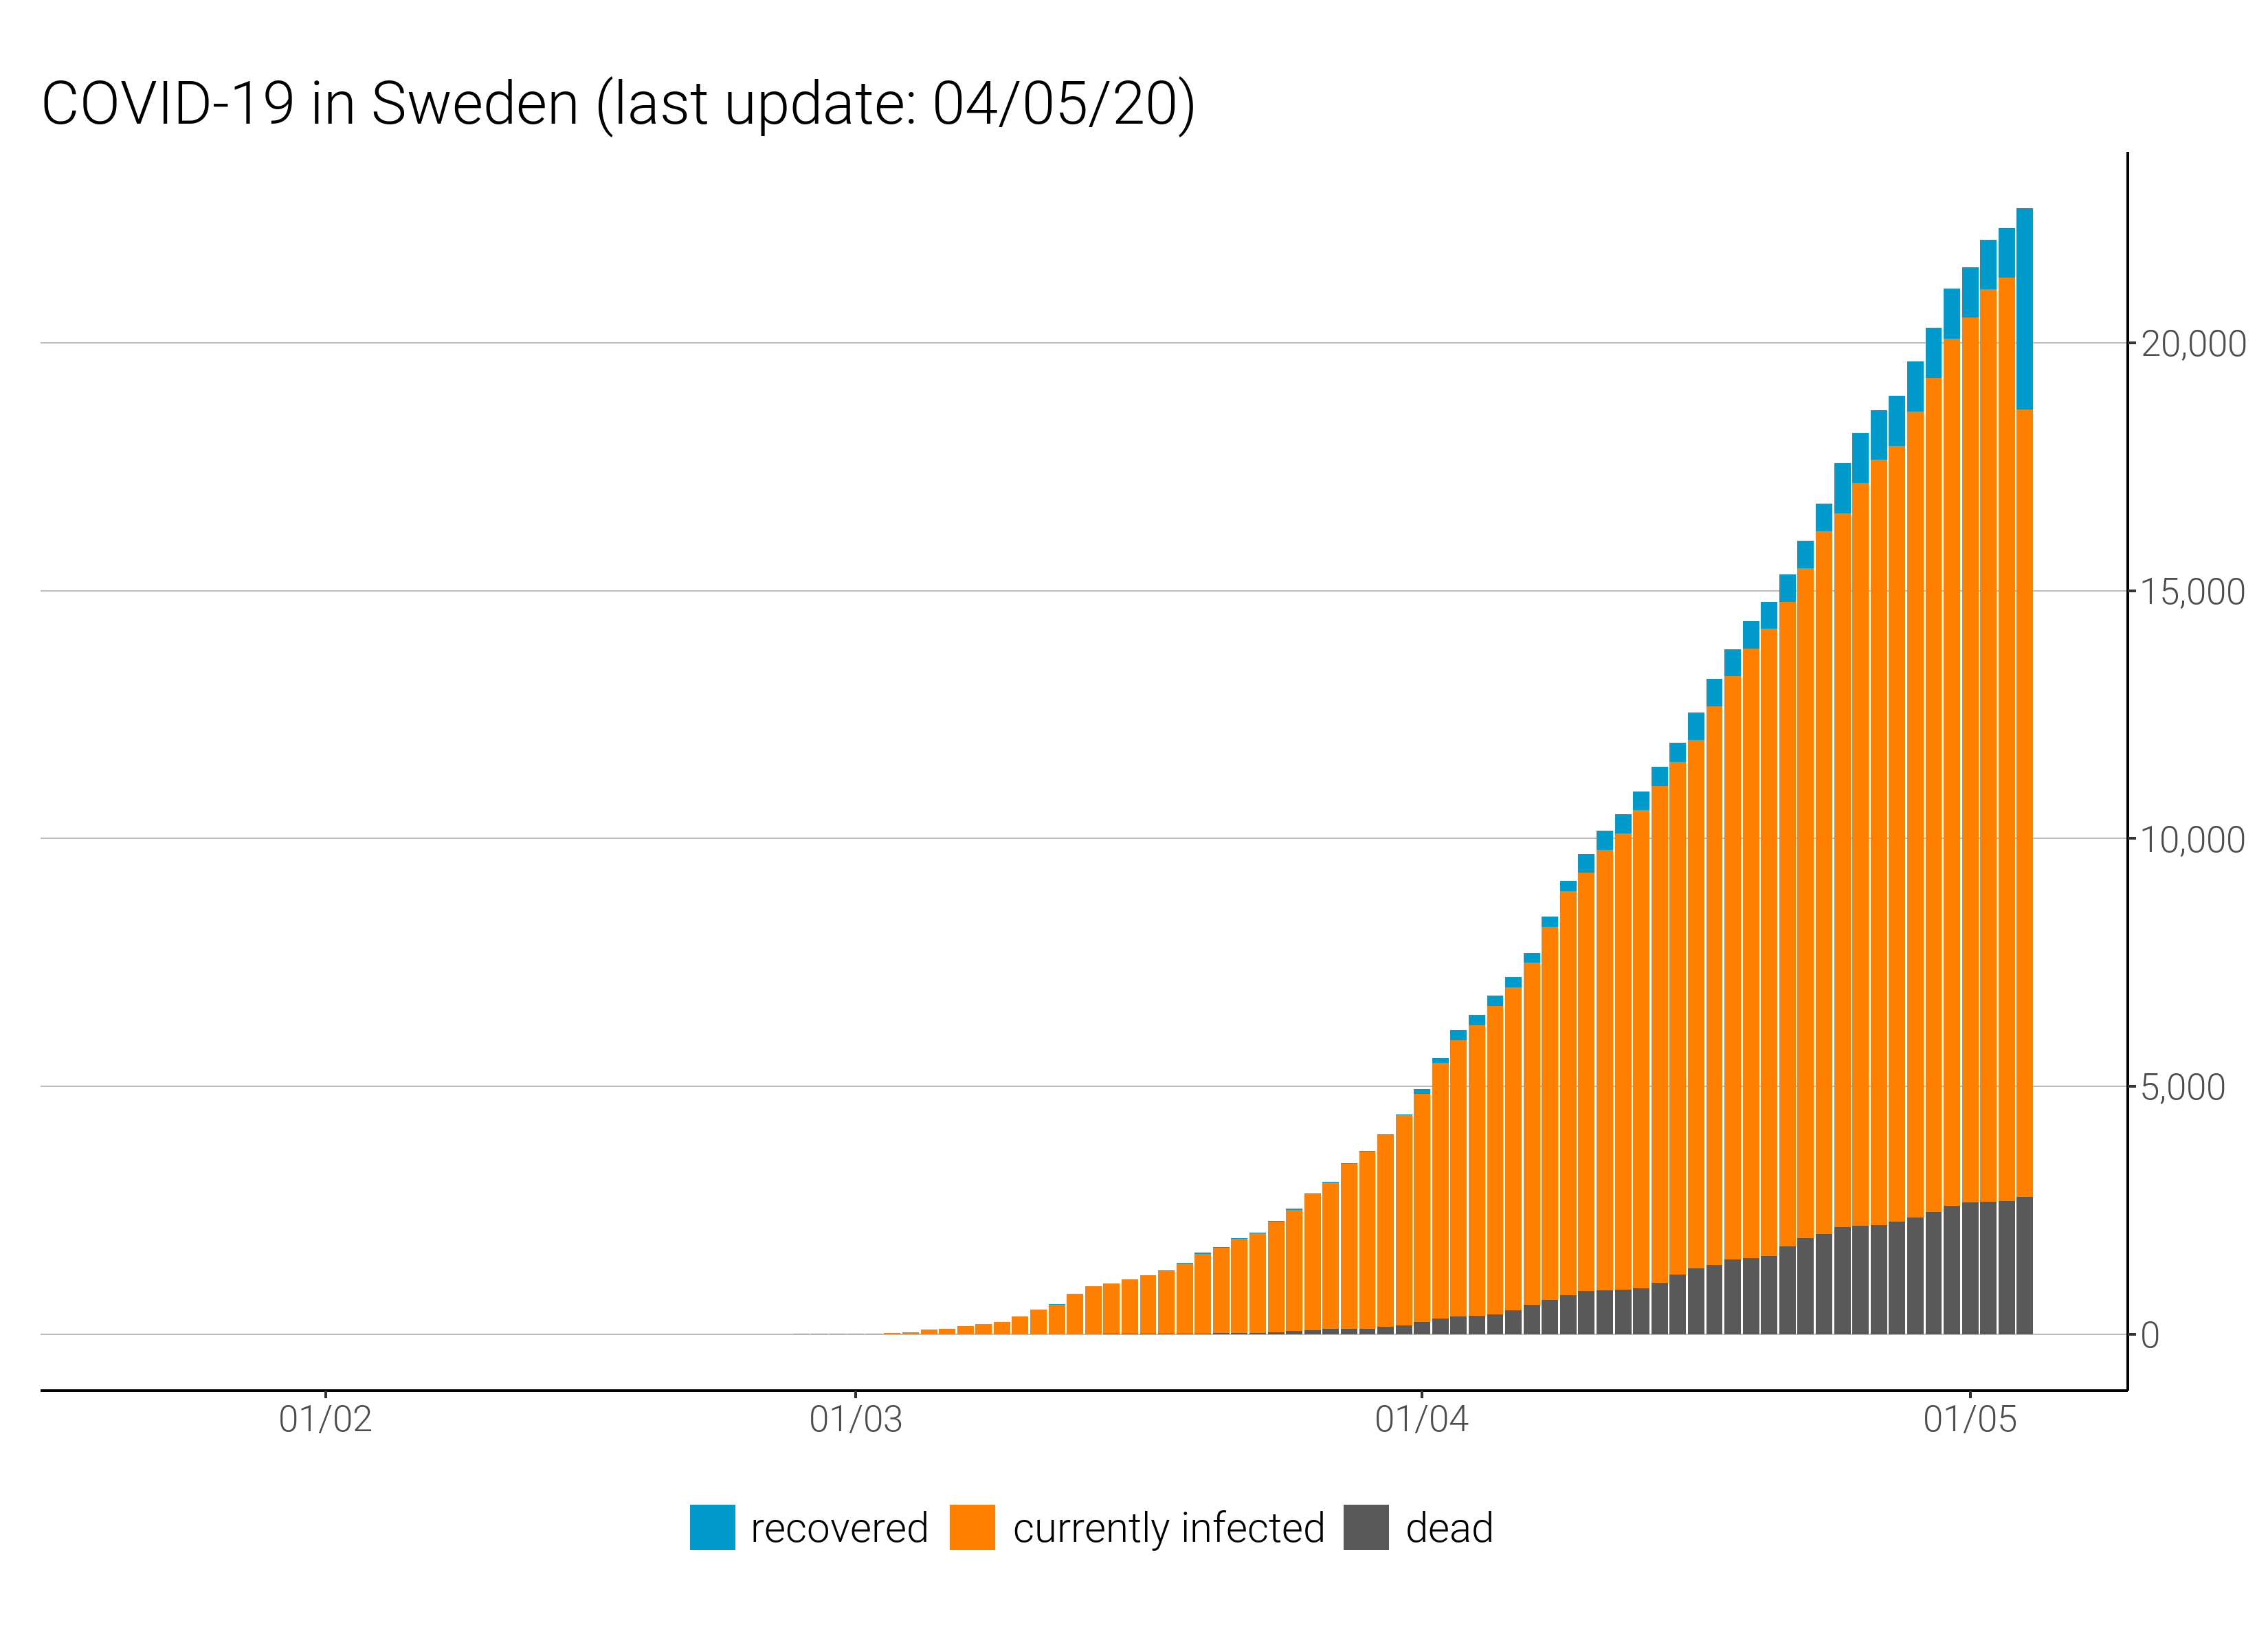 COVID-19 in Sweden (last update: 04/05/20)
20,000
15,000
10,000
5,000
0
01/02 01/03 01/04 01/05
recovered currently infected dead